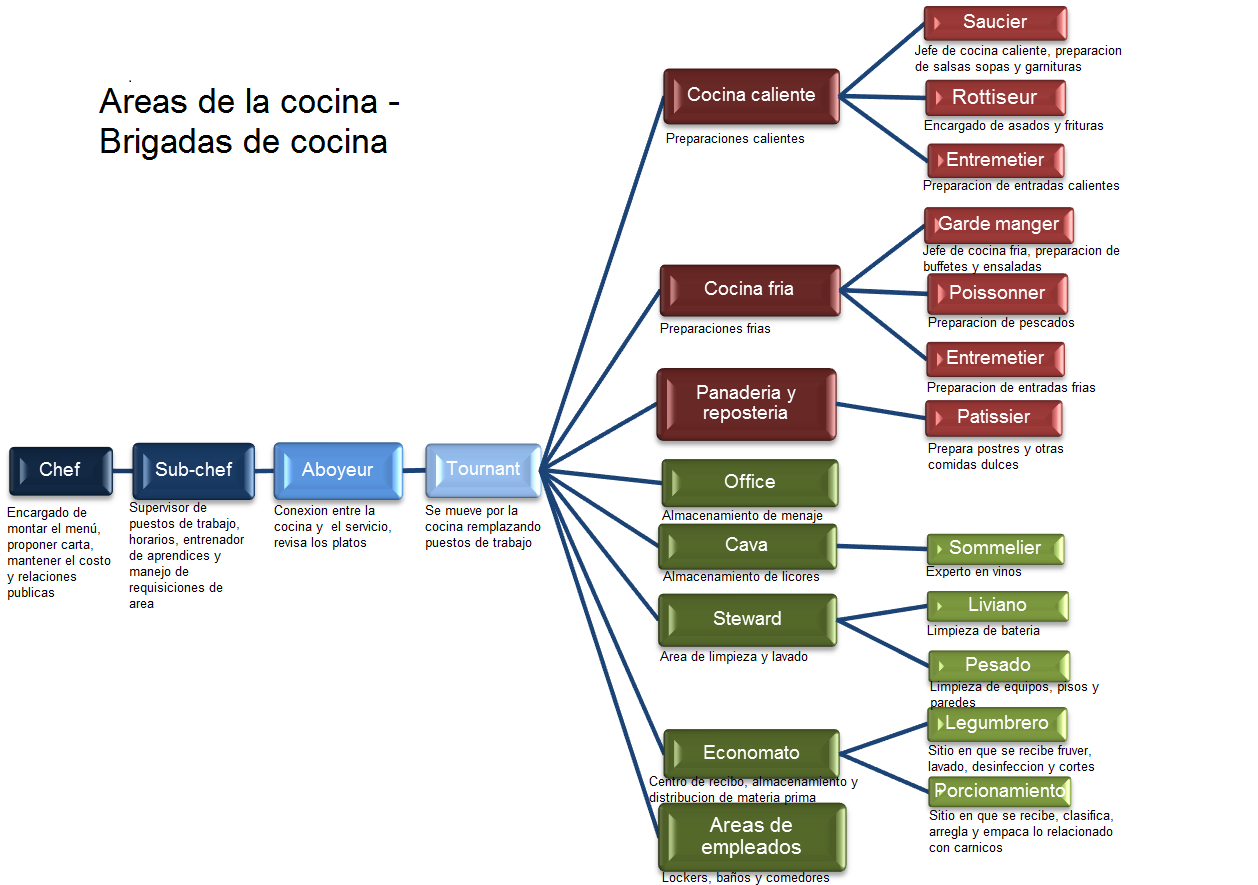 .
Areas de la cocina -
Brigadas de cocina
Chef
Encargado de
montar el menú,
proponer carta,
mantener el costo
y relaciones
publicas
Sub-chef
Supervisor de
puestos de trabajo,
horarios, entrenador
de aprendices y
manejo de
requisiciones de
area
Aboyeur
Conexion entre la
cocina y el servicio,
revisa los platos
Tournant
Se mueve por la
cocina remplazando
puestos de trabajo
Cocina caliente
Preparaciones calientes
Saucier
Jefe de cocina caliente, preparacion
de salsas sopas y garnituras
Rottiseur
Encargado de asados y frituras
Entremetier
Preparacion de entradas calientes
Cocina fria
Preparaciones frias
Garde manger
Jefe de cocina fria, preparacion de
buffetes y ensaladas
Poissonner
Preparacion de pescados
Entremetier
Preparacion de entradas frias
Panaderia y
reposteria
Patissier
Prepara postres y otras
comidas dulces
Office
Almacenamiento de menaje
Cava
Almacenamiento de licores
Sommelier
Experto en vinos
Steward
Area de limpieza y lavado
Liviano
Limpieza de bateria
Pesado
Limpieza de equipos, pisos y
paredes
Economato
Centro de recibo, almacenamiento y
distribucion de materia prima
Legumbrero
Sitio en que se recibe fruver,
lavado, desinfeccion y cortes
Porcionamiento
Sitio en que se recibe, clasifica,
arregla y empaca lo relacionado
con carnicos
Areas de
empleados
Lockers, baños y comedores